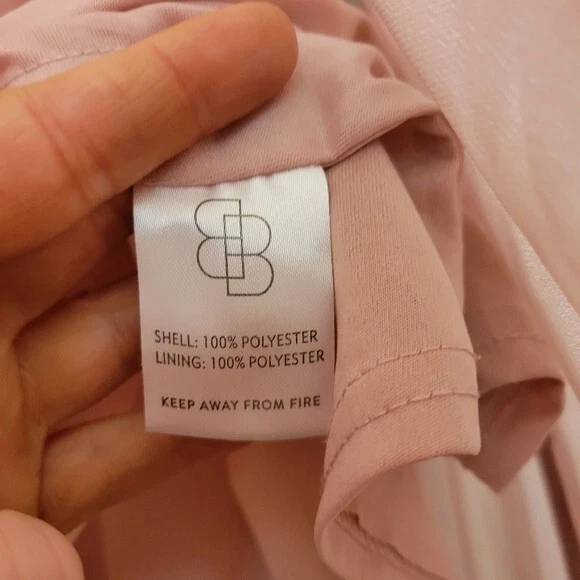 SHELL: 100% POLYESTER
LINING: 100% POLYESTER
KEEP AWAY FROM FIRE